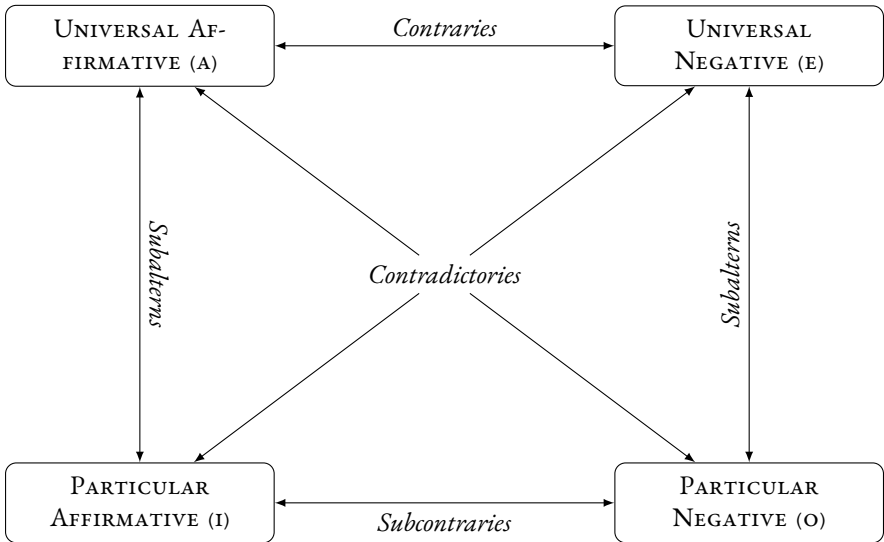 Universal Af-
firmative (a)
Contraries
Universal
Negative (e)
Subalterns
Contradictories
Subalterns
Particular
Affirmative (i)
Subcontraries
Particular
Negative (o)